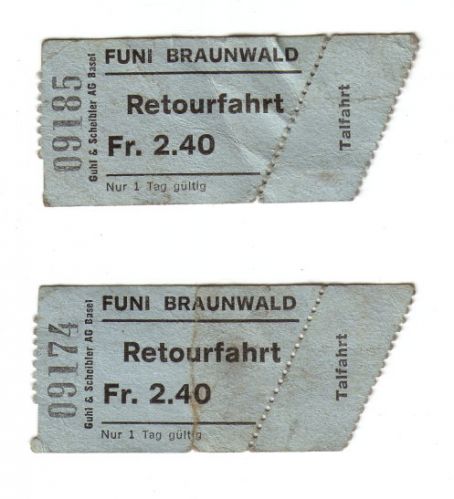 09185
Guhl & Scheibler AG Basel
FUNI BRAUNWALD
Retourfahrt
Fr. 2.40
Nur 1 Tag gültig
Talfahrt
09174
Guhl & Scheibler AG Basel
FUNI BRAUNWALD
Retourfahrt
Fr. 2.40
Nur 1 Tag gültig
Talfahrt